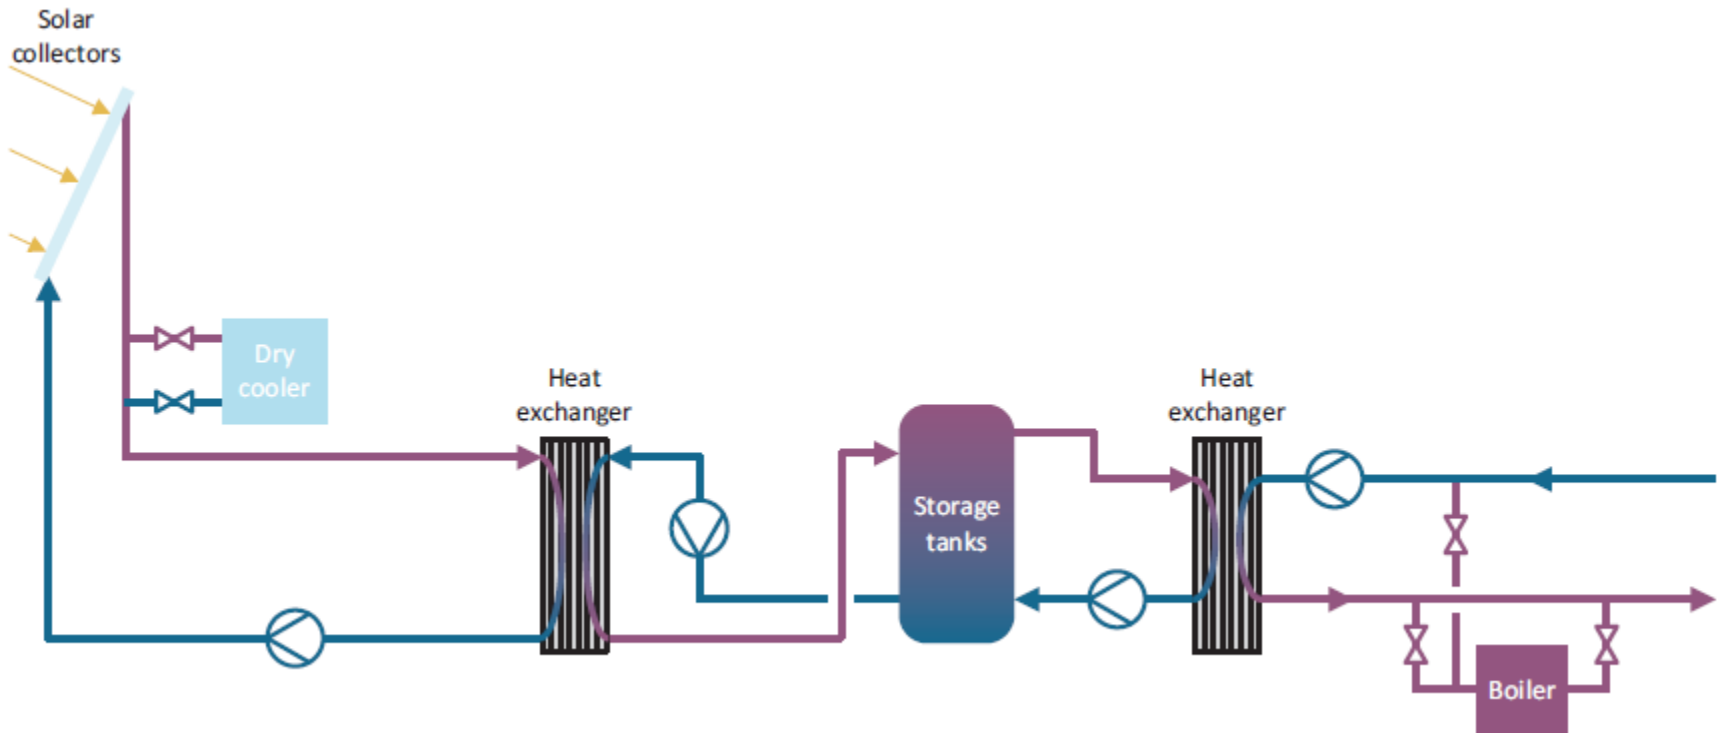 Solar
collectors
Dry
cooler
Heat
exchanger
Storage
tanks
Heat
exchanger
Boiler